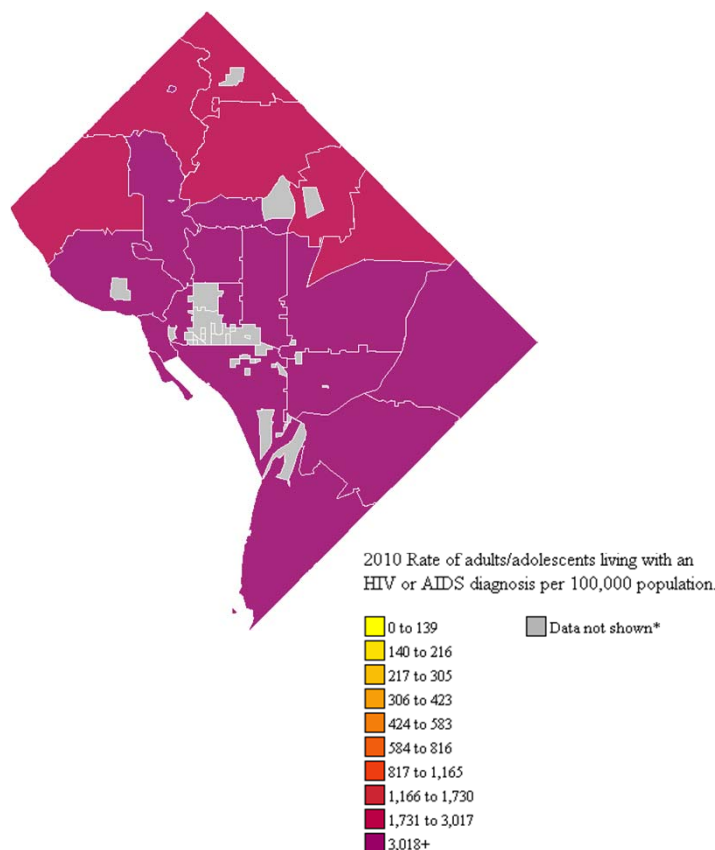 2010 Rate of adults/adolescents living with an
HIV or AIDS diagnosis per 100,000 population.
0 to 139
Data not shown*
140 to 216
217 to 305
306 to 423
424 to 583
584 to 816
817 to 1,165
1,166 to 1,730
1,731 to 3,017
3,018+